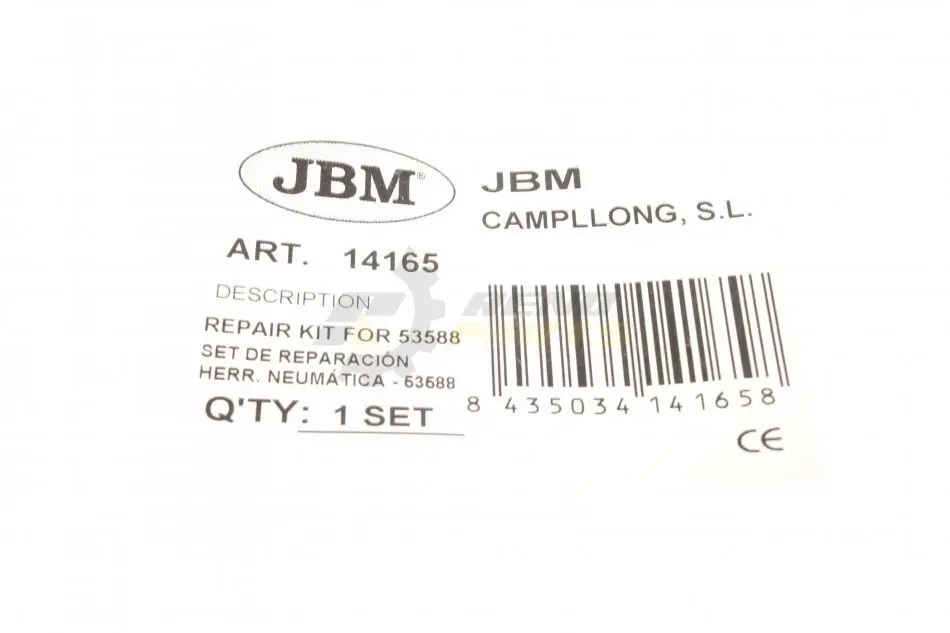 JBM®
JBM
CAMPLLONG, S.L.
ART. 14165
DESCRIPTION
REPAIR KIT FOR 53588
SET DE REPARACIÓN
HERR. NEUMÁTICA - 53588
Q'TY: 1 SET
8 435034 141658
CE